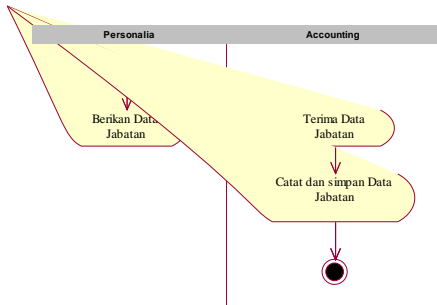 Personalia
Accounting
Berikan Data
Jabatan
Terima Data
Jabatan
Catat dan simpan Data
Jabatan